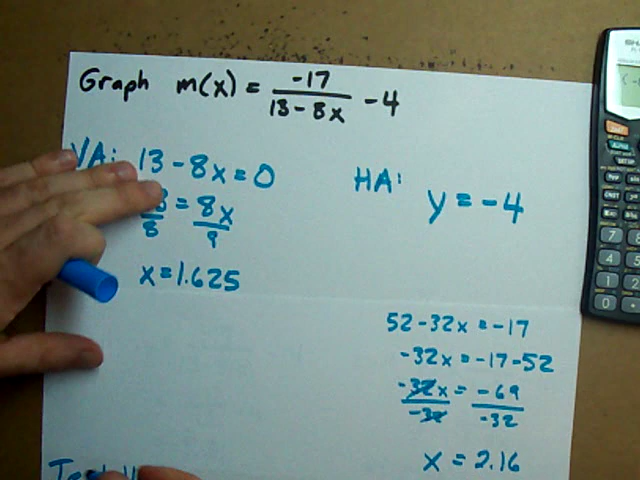 Graph m(x) = -17 / 13 - 8x - 4
VA: 13 - 8x = 0
/8 = 8x/9
x = 1.625
HA: y = -4
52 - 32x = -17
-32x = -17 - 52
-32x/-32 = -69/-32
x = 2.16